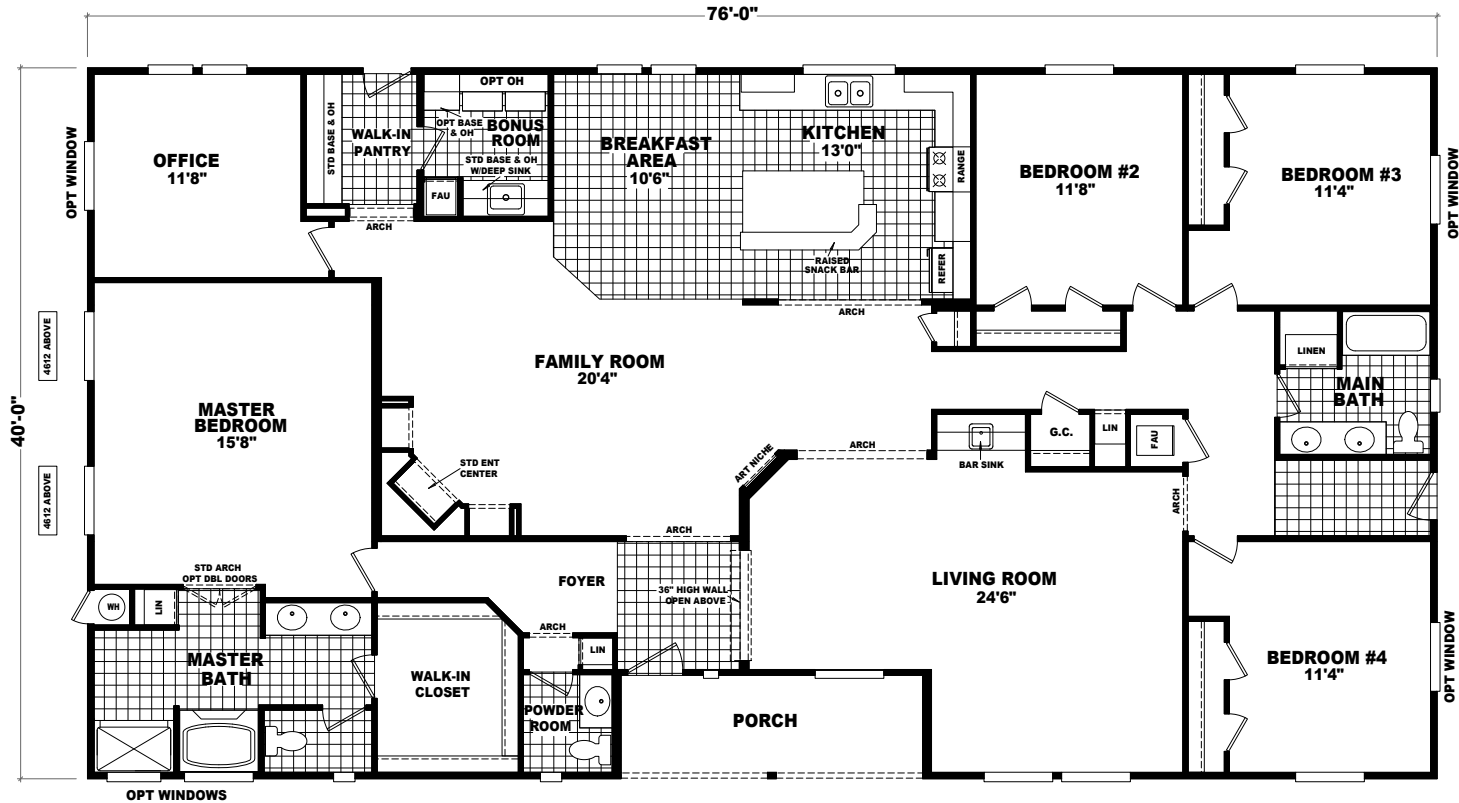 76'-0"
40'-0"
OPT WINDOW
OFFICE
11'8"
STD BASE & OH
WALK-IN
PANTRY
OPT OH
OPT BASE
& OH
BONUS
ROOM
STD BASE & OH
W/DEEP SINK
FAU
ARCH
BREAKFAST
AREA
10'6"
KITCHEN
13'0"
RANGE
RAISED
SNACK BAR
REFER
ARCH
BEDROOM #2
11'8"
BEDROOM #3
11'4"
OPT WINDOW
4612 ABOVE
4612 ABOVE
MASTER
BEDROOM
15'8"
FAMILY ROOM
20'4"
STD ENT
CENTER
ART NICHE
ARCH
BAR SINK
G.C.
LIN
FAU
LINEN
MAIN
BATH
ARCH
ARCH
STD ARCH
OPT DBL DOORS
WH
LIN
FOYER
36" HIGH WALL
OPEN ABOVE
LIVING ROOM
24'6"
ARCH
LIN
MASTER
BATH
WALK-IN
CLOSET
POWDER
ROOM
PORCH
BEDROOM #4
11'4"
OPT WINDOW
OPT WINDOWS